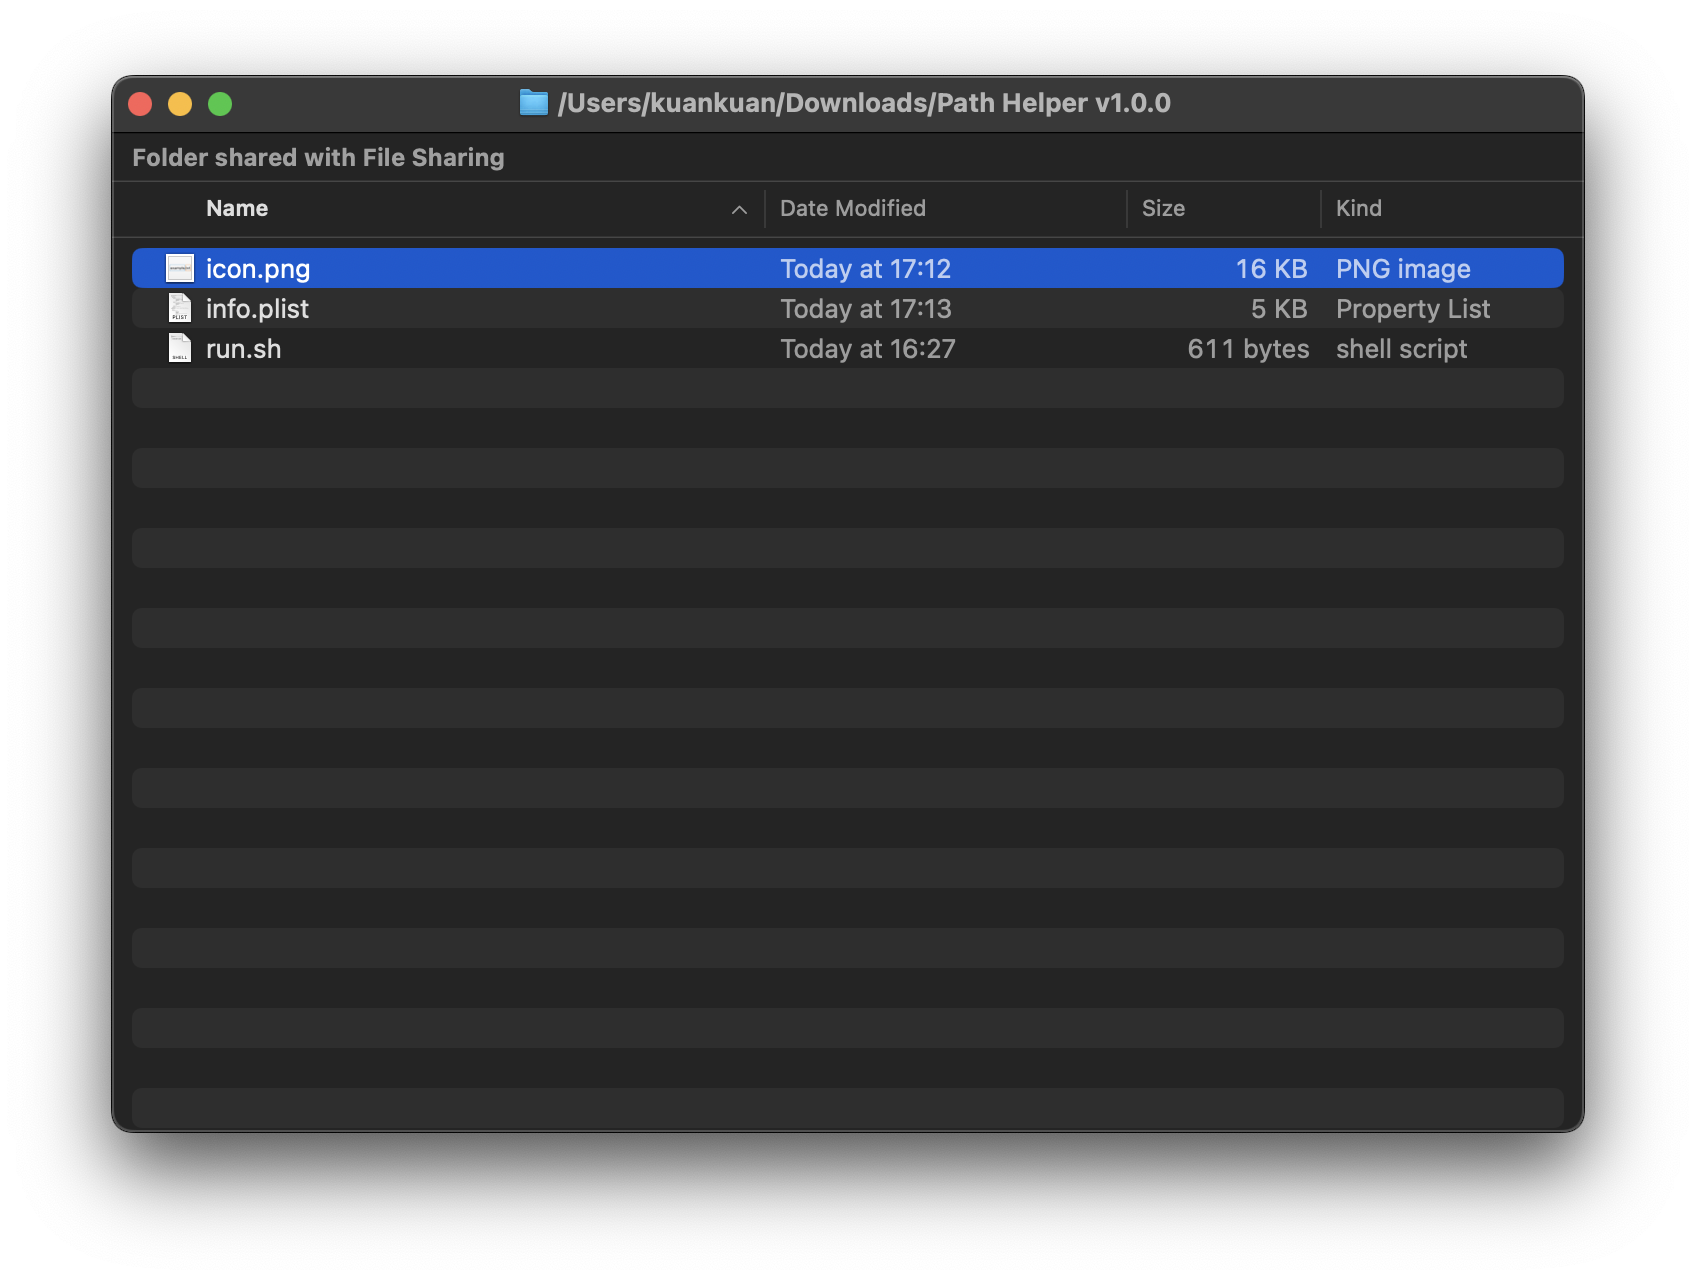 /Users/kuankuan/Downloads/Path Helper v1.0.0
Folder shared with File Sharing
Name Date Modified Size Kind
icon.png Today at 17:12 16 KB PNG image
info.plist Today at 17:13 5 KB Property List
run.sh Today at 16:27 611 bytes shell script